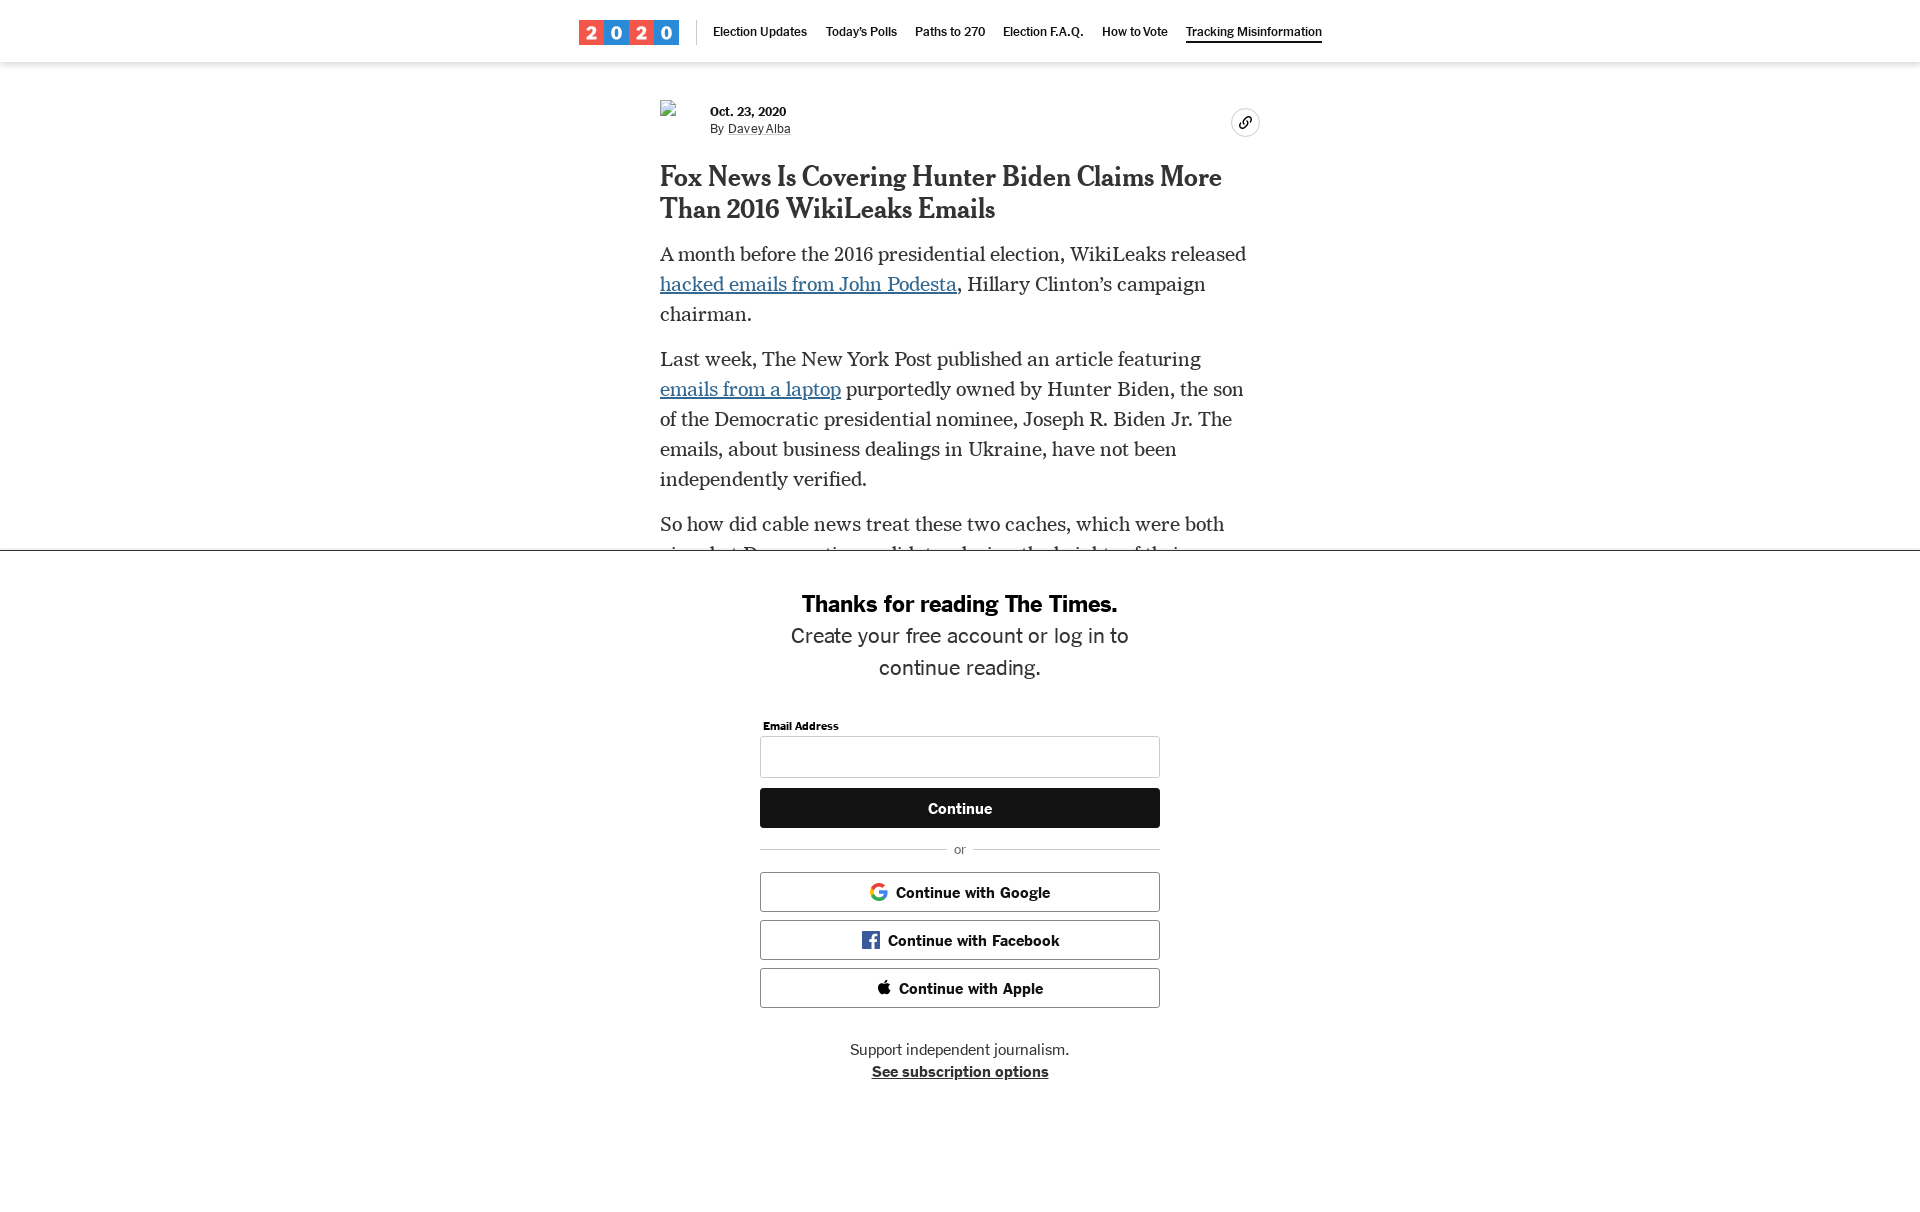 2020
Election Updates
Today's Polls
Paths to 270
Election F.A.Q.
How to Vote
Tracking Misinformation
Oct. 23, 2020
By Davey Alba
Fox News Is Covering Hunter Biden Claims More
Than 2016 WikiLeaks Emails
A month before the 2016 presidential election, WikiLeaks released
hacked emails from John Podesta, Hillary Clinton’s campaign
chairman.
Last week, The New York Post published an article featuring
emails from a laptop purportedly owned by Hunter Biden, the son
of the Democratic presidential nominee, Joseph R. Biden Jr. The
emails, about business dealings in Ukraine, have not been
independently verified.
So how did cable news treat these two caches, which were both
Thanks for reading The Times.
Create your free account or log in to
continue reading.
Email Address
Continue
or
Continue with Google
Continue with Facebook
Continue with Apple
Support independent journalism.
See subscription options